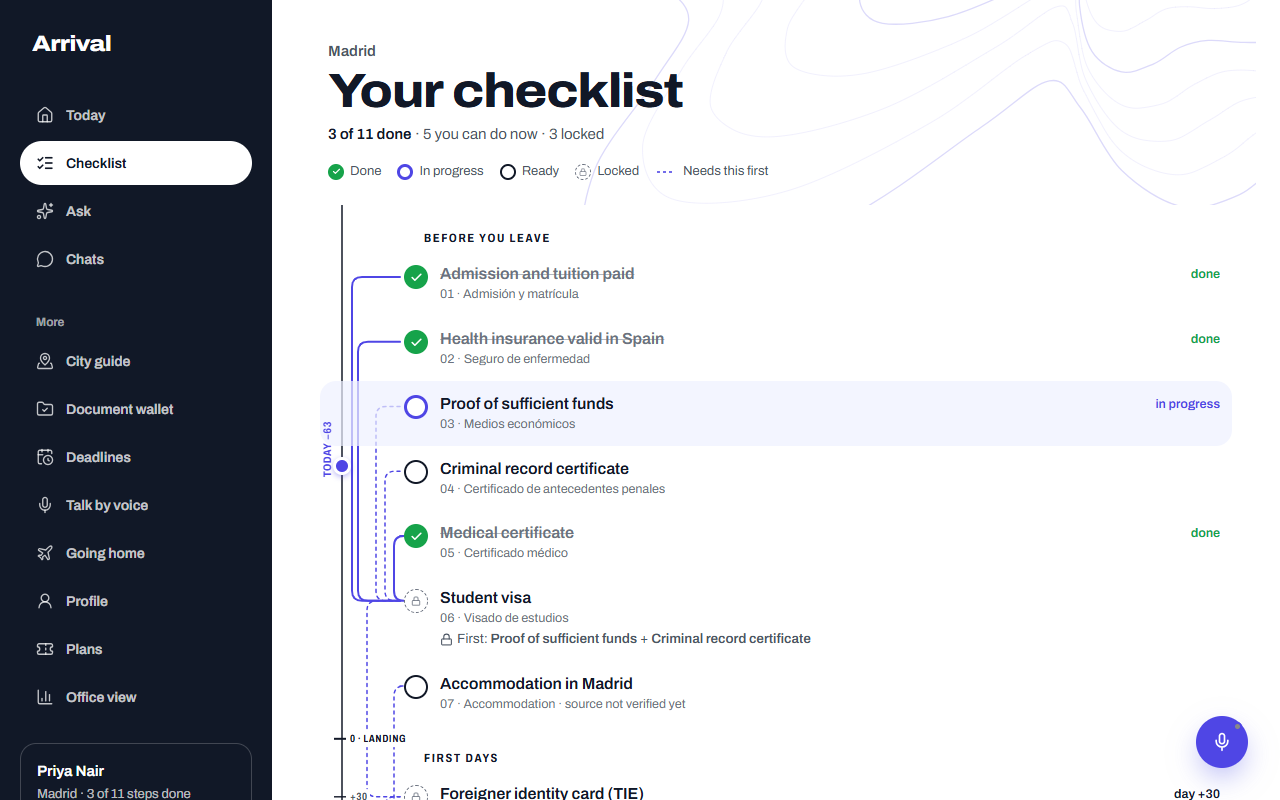 Arrival
Today
Checklist
Ask
Chats
More
City guide
Document wallet
Deadlines
Talk by voice
Going home
Profile
Plans
Office view
Priya Nair
Madrid · 3 of 11 steps done
Madrid
Your checklist
3 of 11 done · 5 you can do now · 3 locked
Done
In progress
Ready
Locked
Needs this first
BEFORE YOU LEAVE
Admission and tuition paid
done
01 · Admisión y matrícula
Health insurance valid in Spain
done
02 · Seguro de enfermedad
Proof of sufficient funds
in progress
03 · Medios económicos
TODAY −63
Criminal record certificate
04 · Certificado de antecedentes penales
Medical certificate
done
05 · Certificado médico
Student visa
06 · Visado de estudios
First: Proof of sufficient funds + Criminal record certificate
Accommodation in Madrid
07 · Accommodation · source not verified yet
0 · LANDING
FIRST DAYS
+30
Foreigner identity card (TIE)
day +30